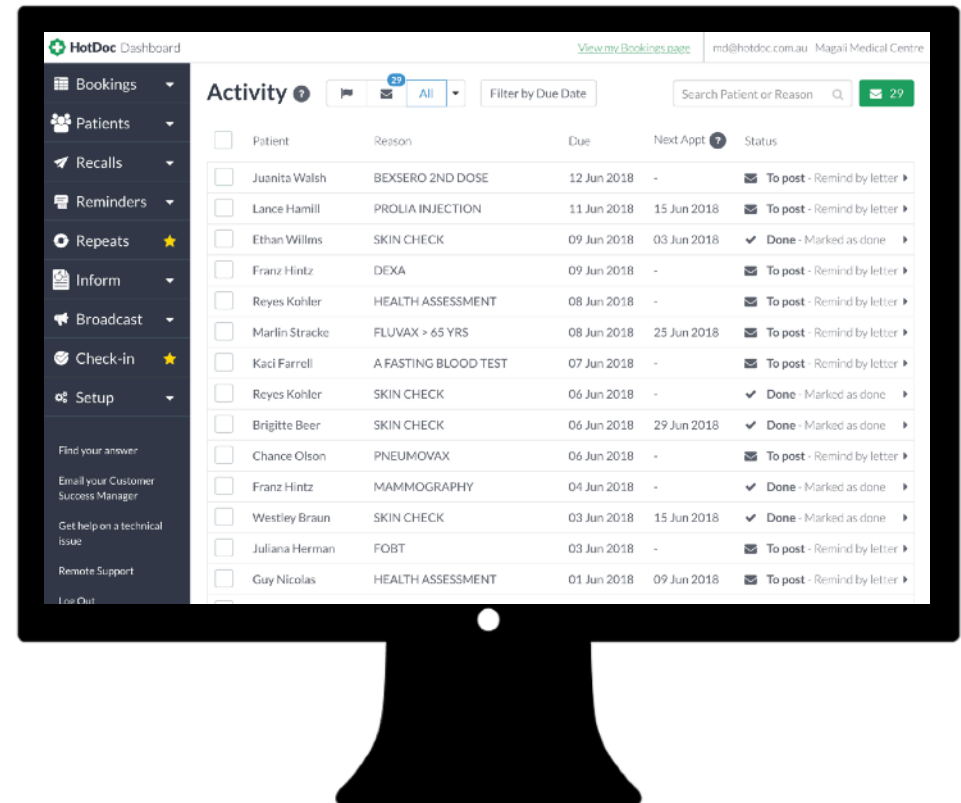 HotDoc Dashboard
View my Bookings page
md@hotdoc.com.au Magali Medical Centre
Bookings
Patients
Recalls
Reminders
Repeats
Inform
Broadcast
Check-in
Setup
Find your answer
Email your Customer
Success Manager
Get help on a technical
issue
Remote Support
Log Out
Activity ?
29
All
Filter by Due Date
Search Patient or Reason
29
Patient Reason Due Next Appt ? Status
Juanita Walsh BEXSERO 2ND DOSE 12 Jun 2018 - To post - Remind by letter
Lance Hamill PROLIA INJECTION 11 Jun 2018 15 Jun 2018 To post - Remind by letter
Ethan Willms SKIN CHECK 09 Jun 2018 03 Jun 2018 Done - Marked as done
Franz Hintz DEXA 09 Jun 2018 - To post - Remind by letter
Reyes Kohler HEALTH ASSESSMENT 08 Jun 2018 - To post - Remind by letter
Marlin Stracke FLUVAX > 65 YRS 08 Jun 2018 25 Jun 2018 To post - Remind by letter
Kaci Farrell A FASTING BLOOD TEST 07 Jun 2018 - To post - Remind by letter
Reyes Kohler SKIN CHECK 06 Jun 2018 - Done - Marked as done
Brigitte Beer SKIN CHECK 06 Jun 2018 29 Jun 2018 Done - Marked as done
Chance Olson PNEUMOVAX 06 Jun 2018 - To post - Remind by letter
Franz Hintz MAMMOGRAPHY 04 Jun 2018 - Done - Marked as done
Westley Braun SKIN CHECK 03 Jun 2018 15 Jun 2018 Done - Marked as done
Juliana Herman FOBT 03 Jun 2018 - To post - Remind by letter
Guy Nicolas HEALTH ASSESSMENT 01 Jun 2018 09 Jun 2018 To post - Remind by letter